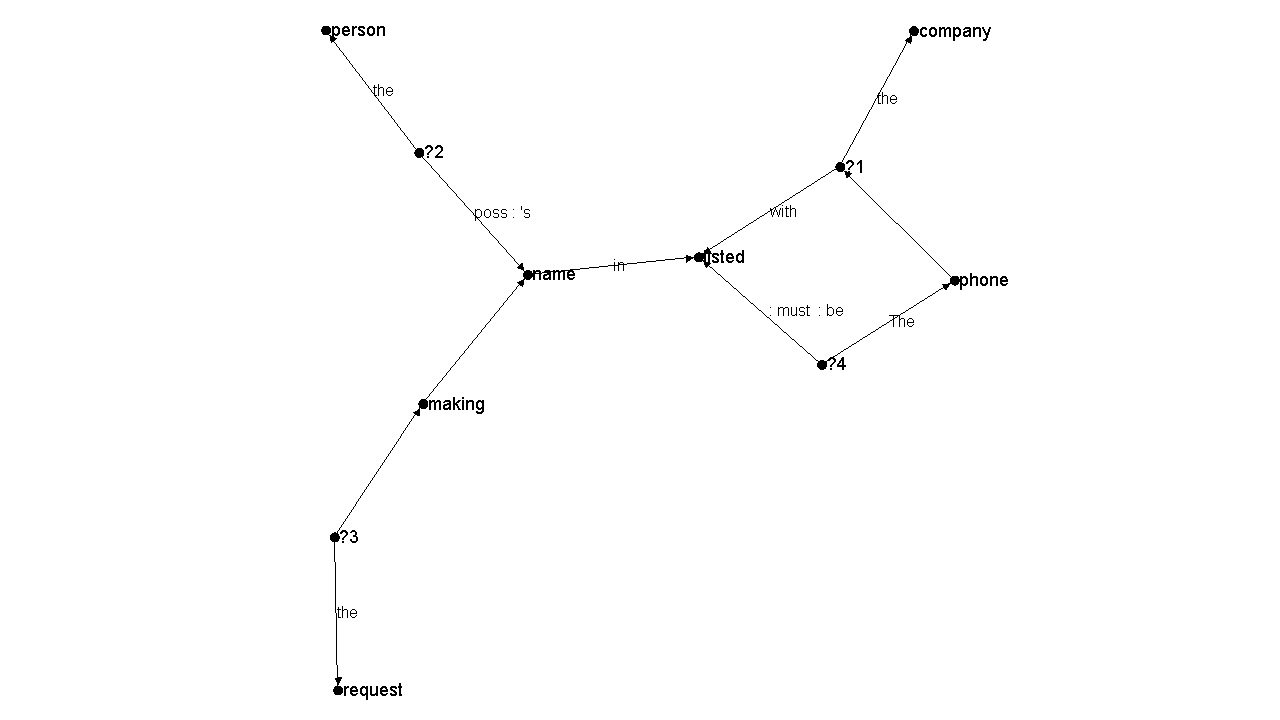 person
company
the
the
?2
?1
poss : 's
with
listed
name
in
phone
: must : be
The
?4
making
?3
the
request